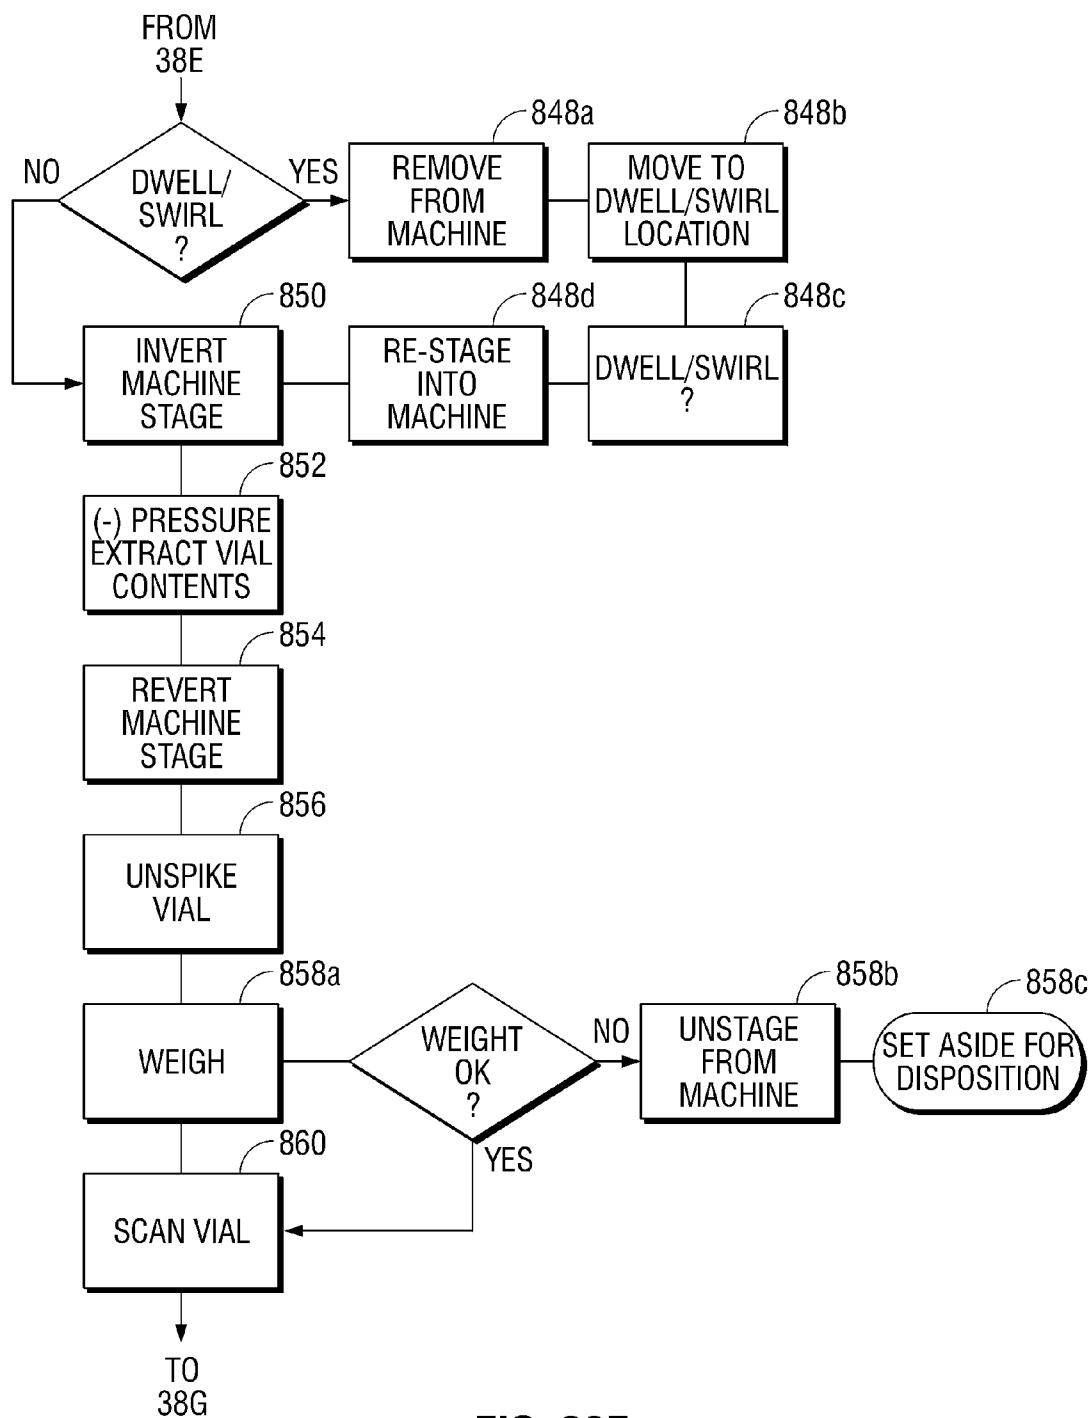 FROM
38E
DWELL/
SWIRL
?
NO
YES
848a
REMOVE
FROM
MACHINE
848b
MOVE TO
DWELL/SWIRL
LOCATION
850
INVERT
MACHINE
STAGE
848d
RE-STAGE
INTO
MACHINE
848c
DWELL/SWIRL
?
852
(-) PRESSURE
EXTRACT VIAL
CONTENTS
854
REVERT
MACHINE
STAGE
856
UNSPIKE
VIAL
858a
WEIGH
WEIGHT
OK
?
NO
YES
858b
UNSTAGE
FROM
MACHINE
858c
SET ASIDE FOR
DISPOSITION
860
SCAN VIAL
TO
38G